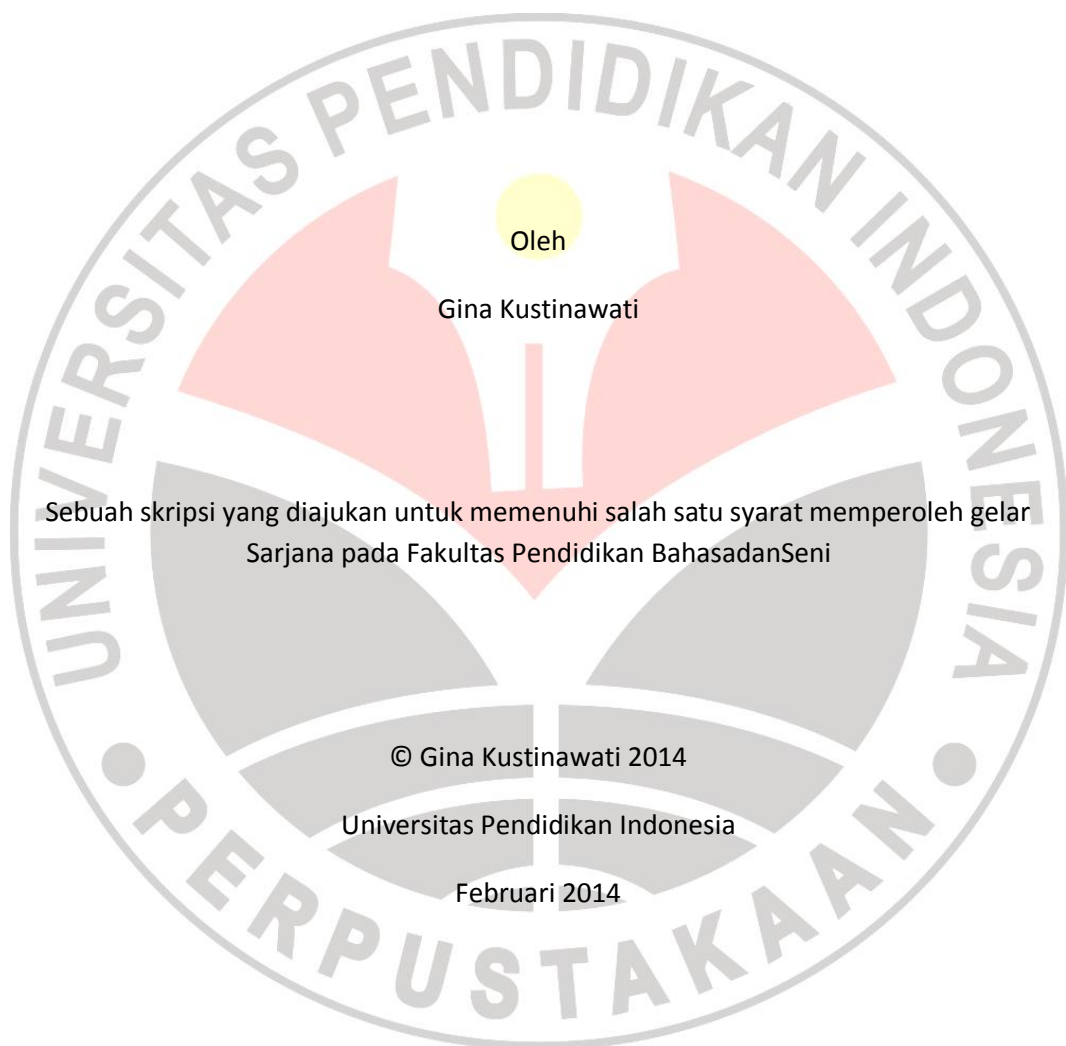 UNIVERSITAS PENDIDIKAN INDONESIA
Oleh
Gina Kustinawati
Sebuah skripsi yang diajukan untuk memenuhi salah satu syarat memperoleh gelar
Sarjana pada Fakultas Pendidikan BahasadanSeni
© Gina Kustinawati 2014
Universitas Pendidikan Indonesia
Februari 2014
PERPUSTAKAAN